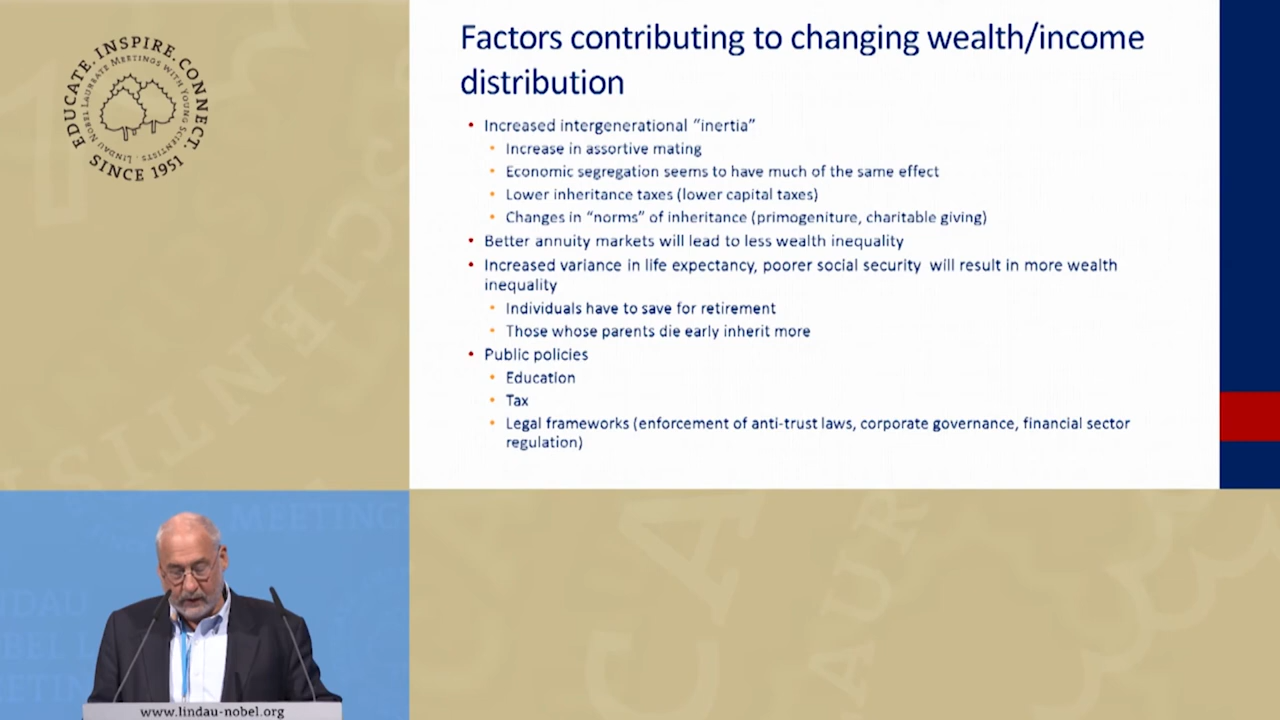 EDUCATE. INSPIRE. CONNECT.
LINDAU NOBEL LAUREATE MEETINGS WITH YOUNG SCIENTISTS
SINCE 1951
Factors contributing to changing wealth/income
distribution
• Increased intergenerational “inertia”
• Increase in assortive mating
• Economic segregation seems to have much of the same effect
• Lower inheritance taxes (lower capital taxes)
• Changes in “norms” of inheritance (primogeniture, charitable giving)
• Better annuity markets will lead to less wealth inequality
• Increased variance in life expectancy, poorer social security will result in more wealth
inequality
• Individuals have to save for retirement
• Those whose parents die early inherit more
• Public policies
• Education
• Tax
• Legal frameworks (enforcement of anti-trust laws, corporate governance, financial sector
regulation)
MEETING
www.lindau-nobel.org